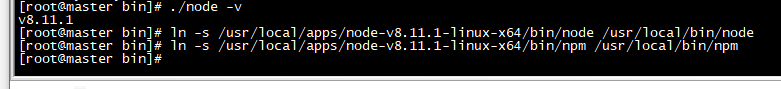 [root@master bin]# ./node -v
v8.11.1
[root@master bin]# ln -s /usr/local/apps/node-v8.11.1-linux-x64/bin/node /usr/local/bin/node
[root@master bin]# ln -s /usr/local/apps/node-v8.11.1-linux-x64/bin/npm /usr/local/bin/npm
[root@master bin]#